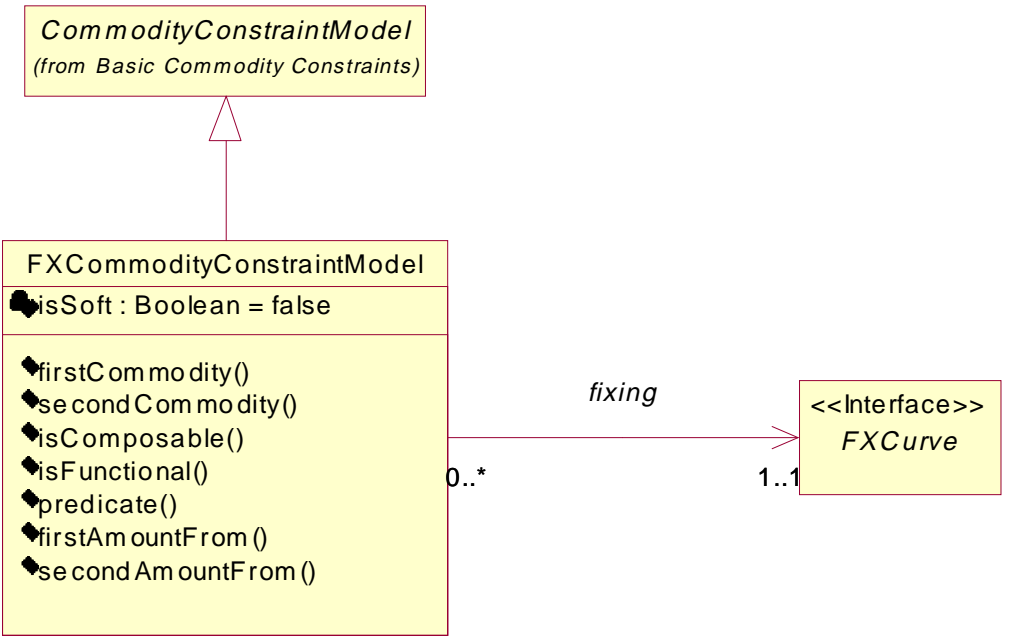 CommodityConstraintModel
(from Basic Commodity Constraints)
FXCommodityConstraintModel
isSoft : Boolean = false
firstCommodity()
secondCommodity()
isComposable()
isFunctional()
predicate()
firstAmountFrom()
secondAmountFrom()
fixing
0..*
1..1
<<Interface>>
FXCurve